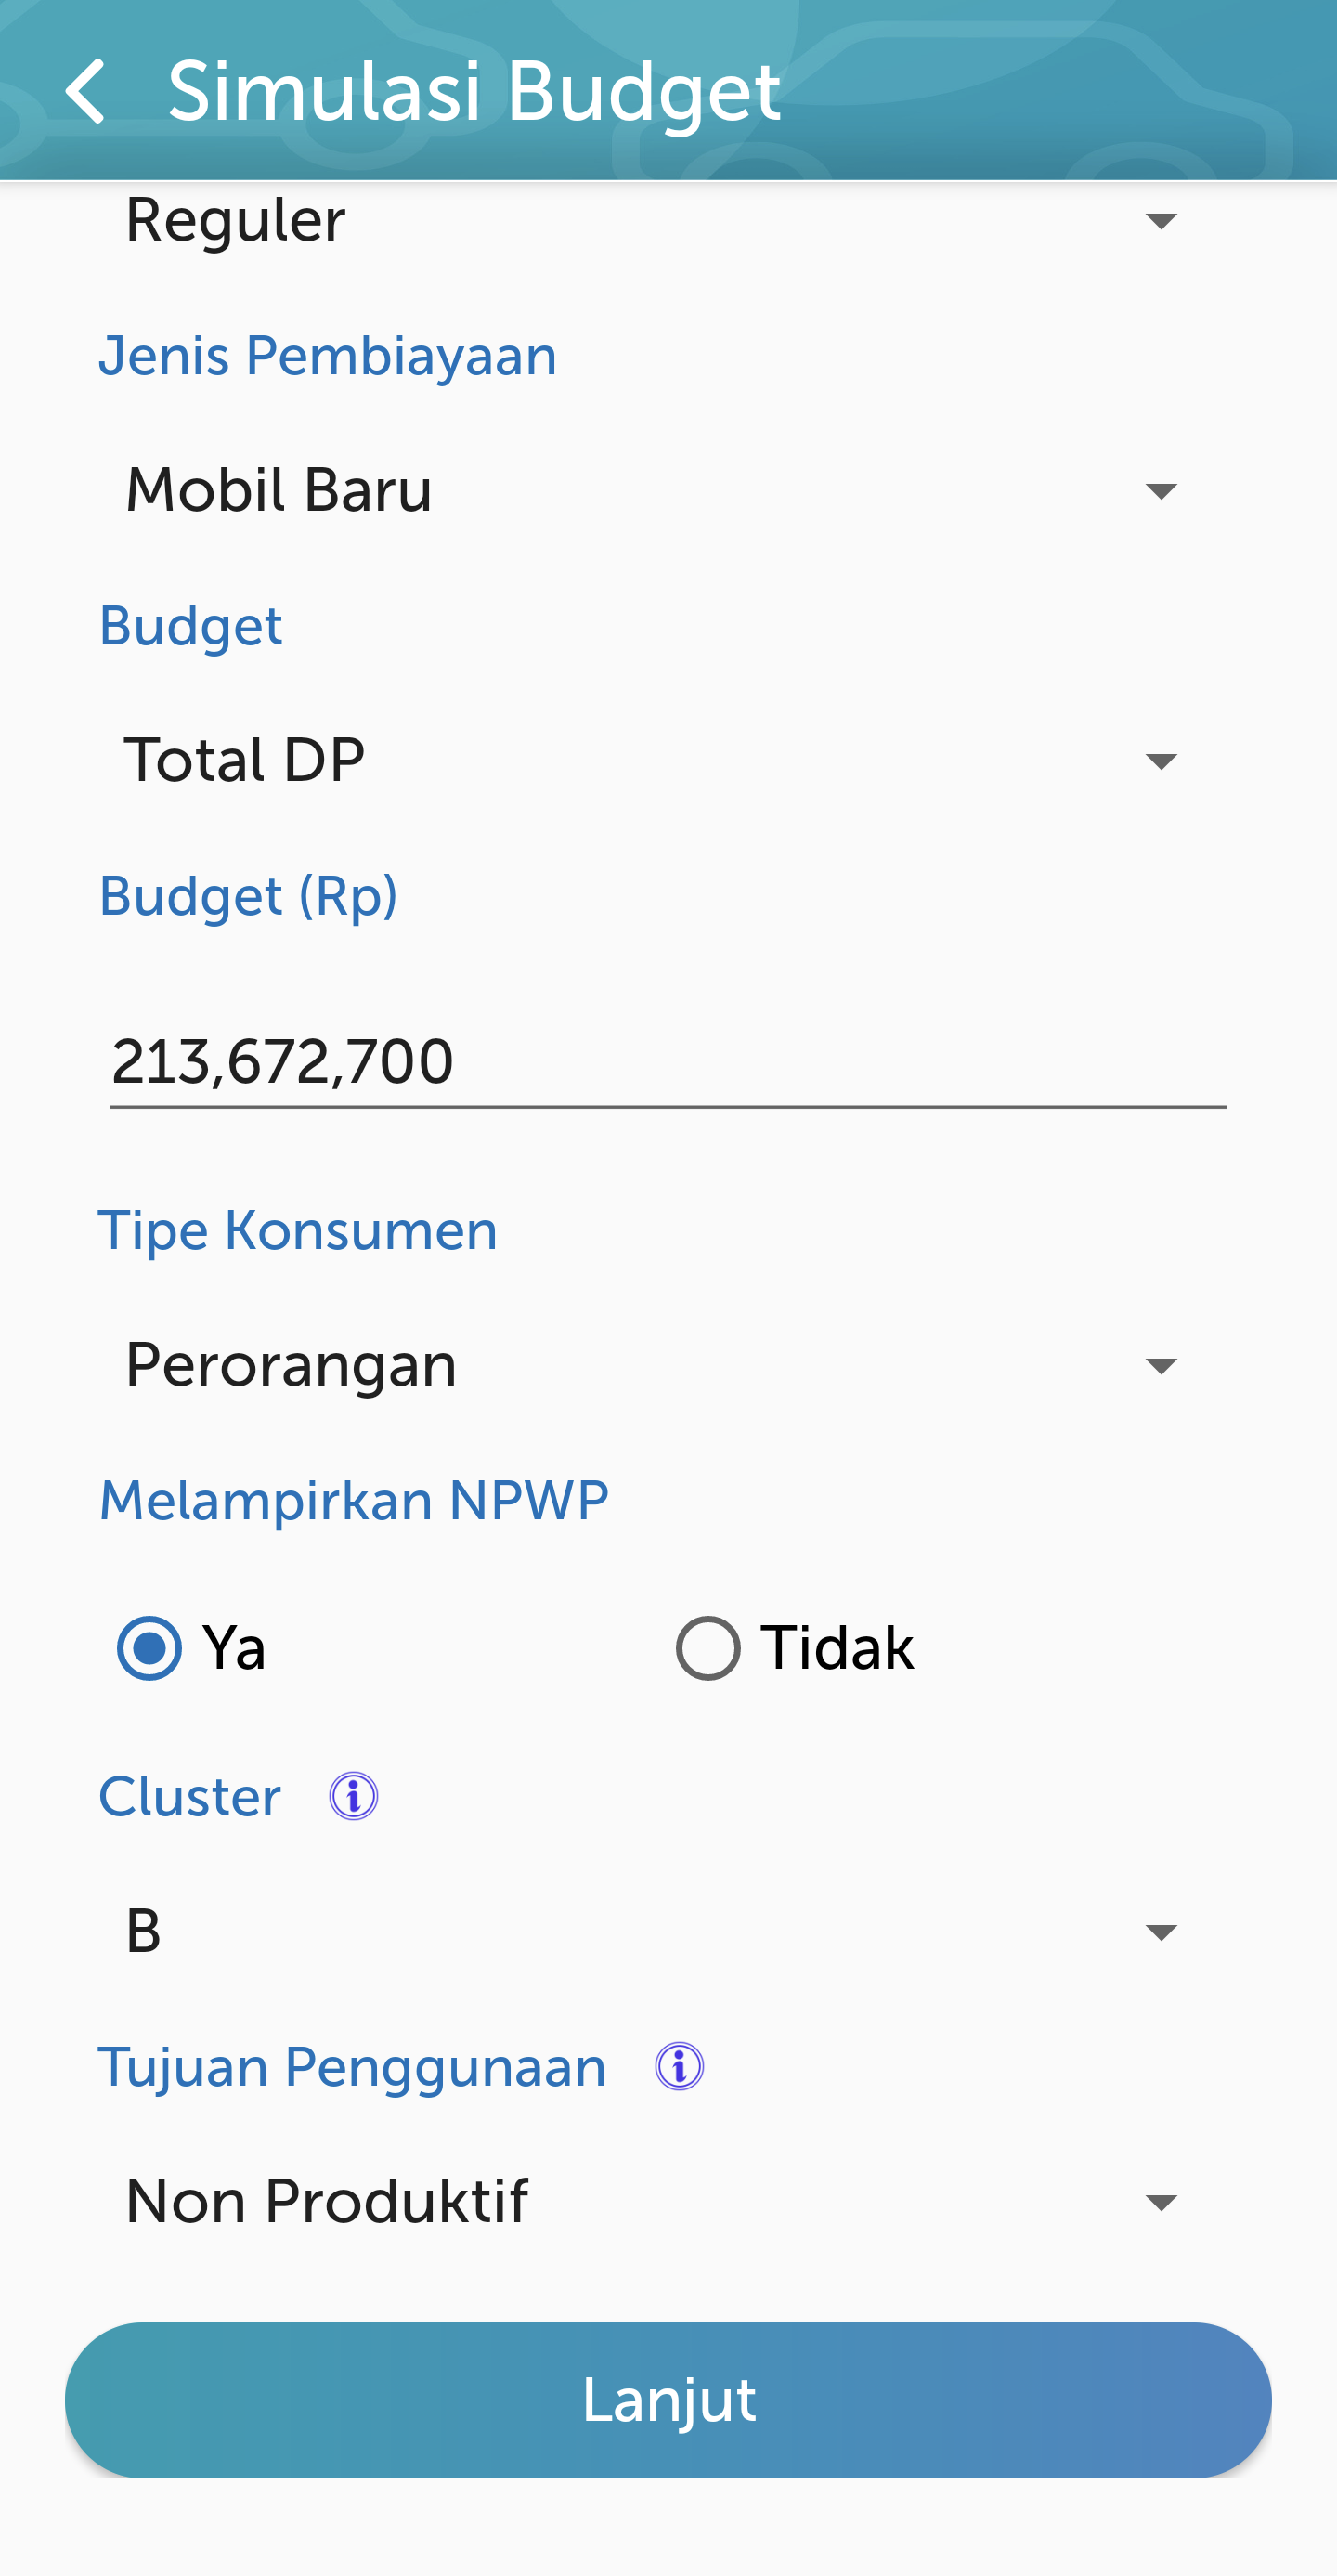 Simulasi Budget
Reguler
Jenis Pembiayaan
Mobil Baru
Budget
Total DP
Budget (Rp)
213,672,700
Tipe Konsumen
Perorangan
Melampirkan NPWP
Ya Tidak
Cluster
B
Tujuan Penggunaan
Non Produktif
Lanjut